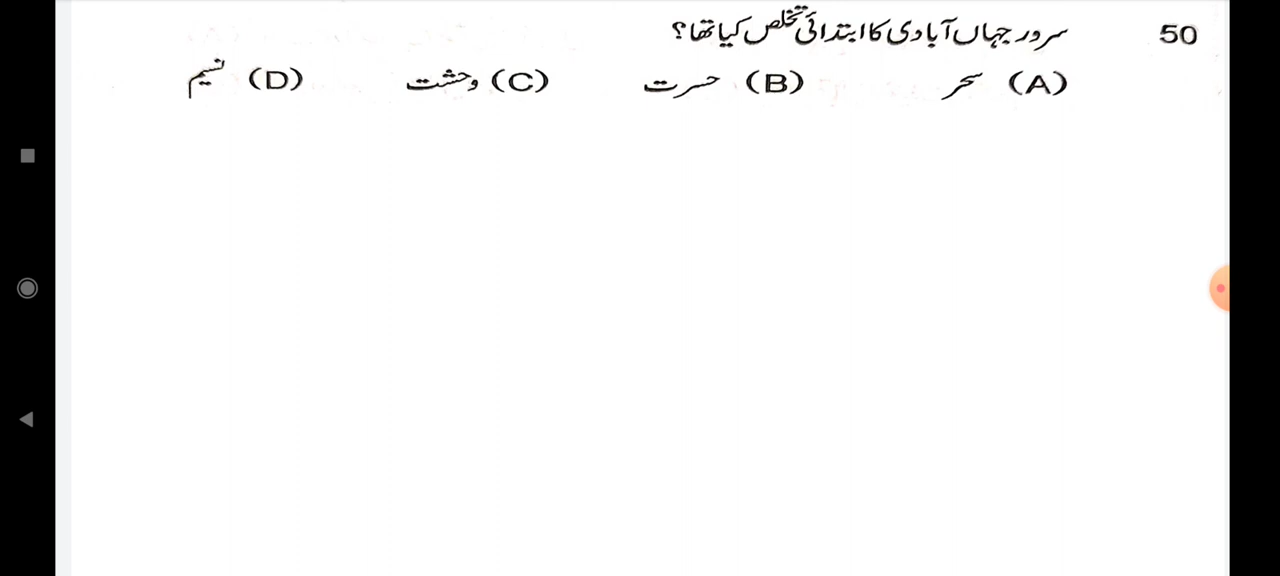 50 سرور جہاں آبادی کا ابتدائی تخلص کیا تھا؟
(A) سحر (B) حسرت (C) وحشت (D) نسیم